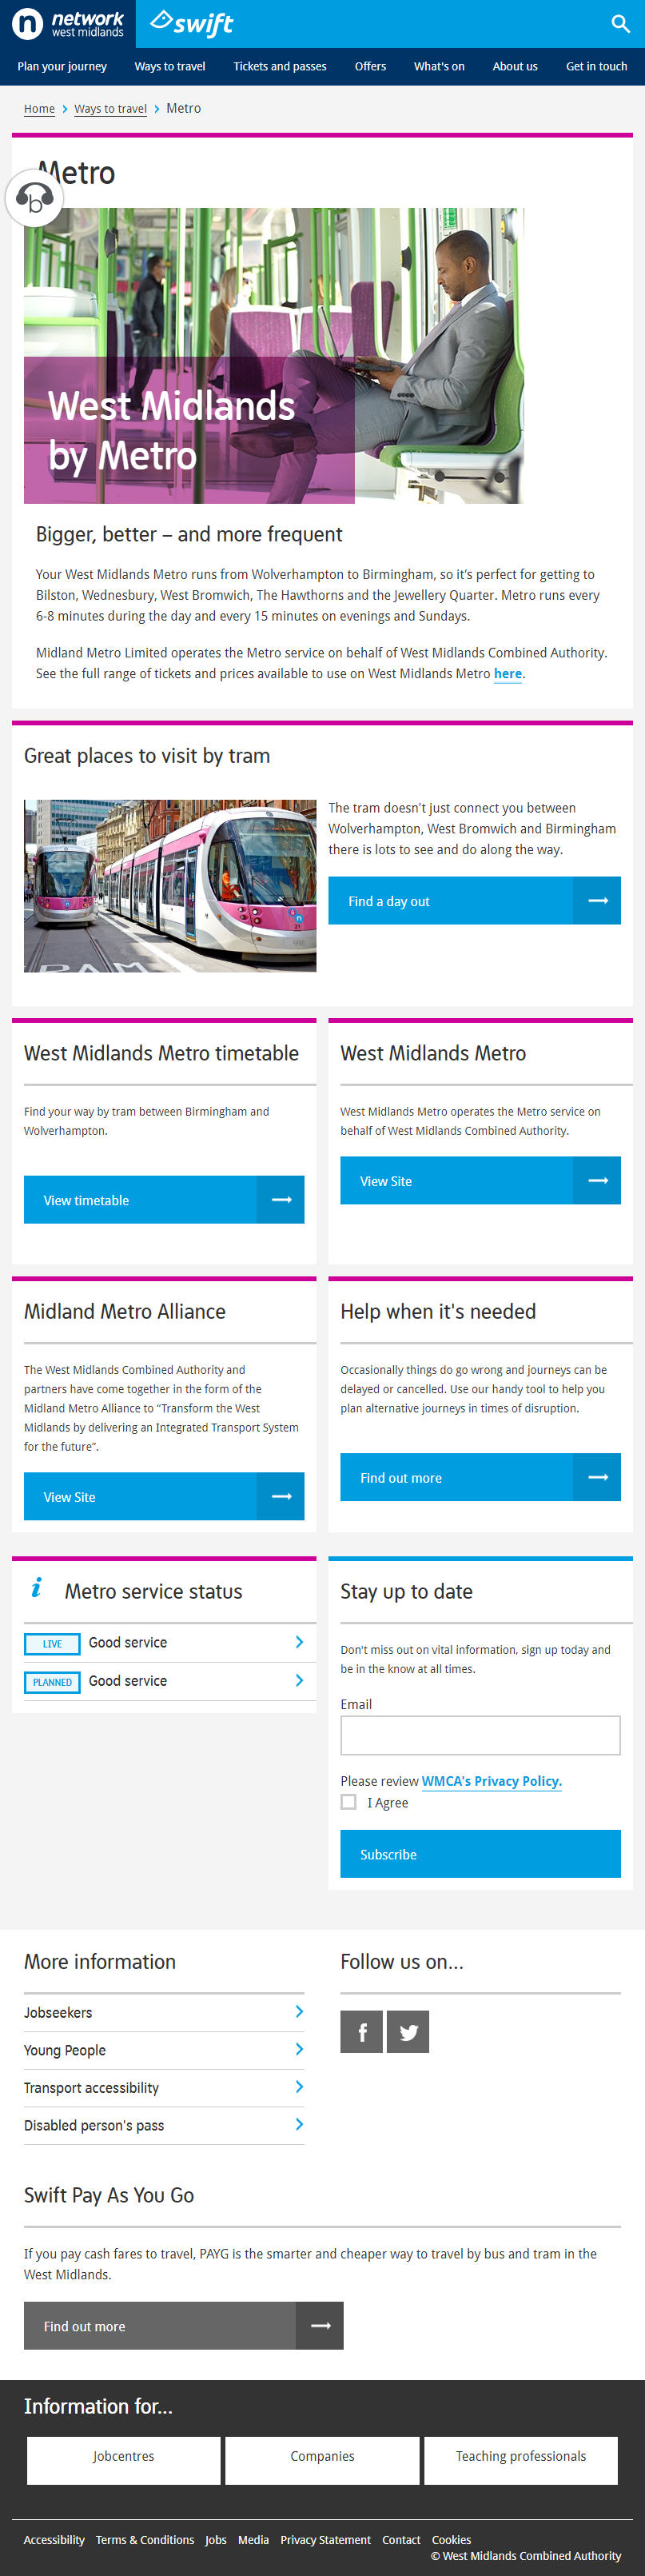 network
west midlands
swift
Plan your journey Ways to travel Tickets and passes Offers What's on About us Get in touch
Home Ways to travel Metro
Metro
b
West Midlands
by Metro
Bigger, better – and more frequent
Your West Midlands Metro runs from Wolverhampton to Birmingham, so it's perfect for getting to
Bilston, Wednesbury, West Bromwich, The Hawthorns and the Jewellery Quarter. Metro runs every
6-8 minutes during the day and every 15 minutes on evenings and Sundays.
Midland Metro Limited operates the Metro service on behalf of West Midlands Combined Authority.
See the full range of tickets and prices available to use on West Midlands Metro here.
Great places to visit by tram
The tram doesn't just connect you between
Wolverhampton, West Bromwich and Birmingham
there is lots to see and do along the way.
Find a day out
West Midlands Metro timetable
Find your way by tram between Birmingham and
Wolverhampton.
View timetable
West Midlands Metro
West Midlands Metro operates the Metro service on
behalf of West Midlands Combined Authority.
View Site
Midland Metro Alliance
The West Midlands Combined Authority and
partners have come together in the form of the
Midland Metro Alliance to “Transform the West
Midlands by delivering an Integrated Transport System
for the future”.
View Site
Help when it's needed
Occasionally things do go wrong and journeys can be
delayed or cancelled. Use our handy tool to help you
plan alternative journeys in times of disruption.
Find out more
Metro service status
LIVE Good service
PLANNED Good service
Stay up to date
Don't miss out on vital information, sign up today and
be in the know at all times.
Email
Please review WMCA's Privacy Policy.
I Agree
Subscribe
More information
Jobseekers
Young People
Transport accessibility
Disabled person's pass
Follow us on...
Swift Pay As You Go
If you pay cash fares to travel, PAYG is the smarter and cheaper way to travel by bus and tram in the
West Midlands.
Find out more
Information for...
Jobcentres Companies Teaching professionals
Accessibility Terms & Conditions Jobs Media Privacy Statement Contact Cookies
© West Midlands Combined Authority